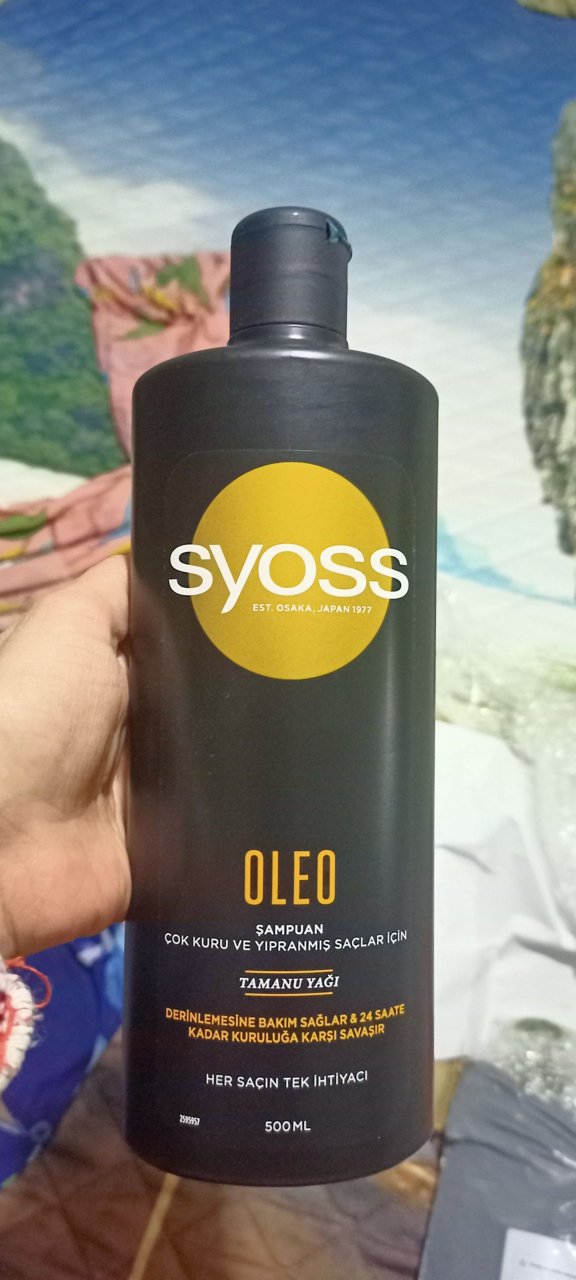 syoss
EST. OSAKA, JAPAN 1977
OLEO
ŞAMPUAN
ÇOK KURU VE YIPRANMIŞ SAÇLAR İÇİN
TAMANU YAĞI
DERİNLEMESİNE BAKIM SAĞLAR & 24 SAATE
KADAR KURULUĞA KARŞI SAVAŞIR
HER SAÇIN TEK İHTİYACI
2595957
500ML